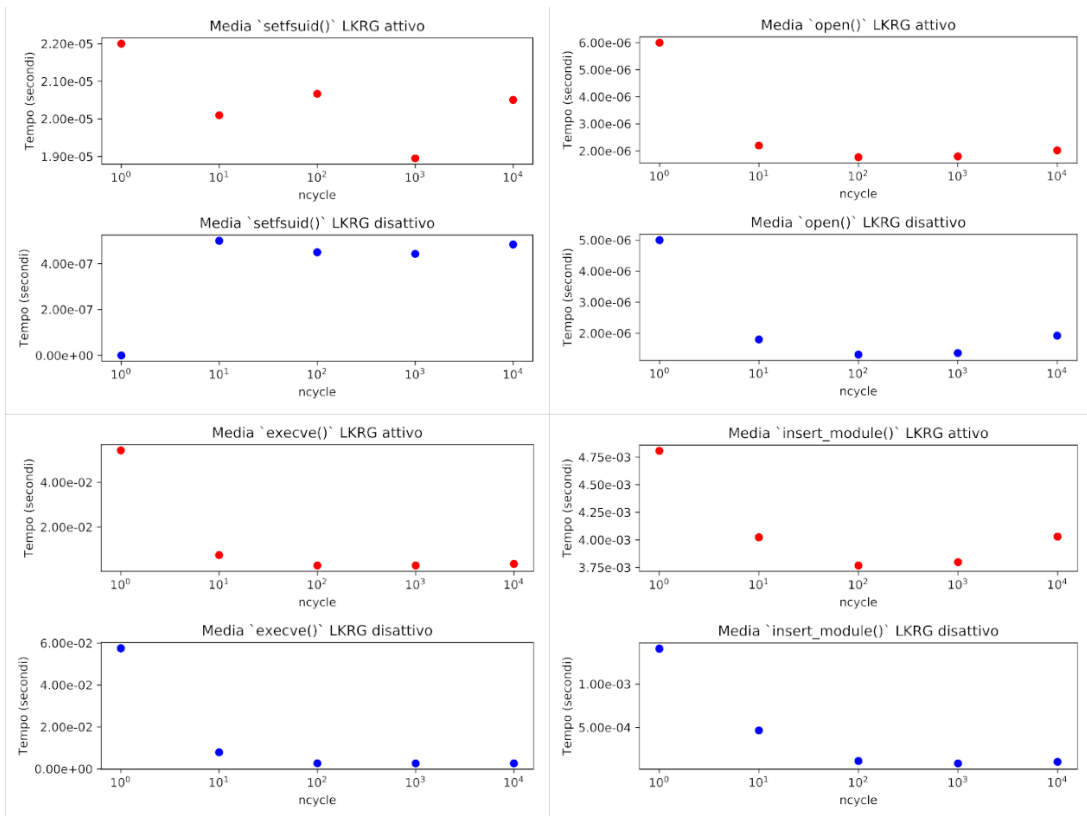 Media `setfsuid()` LKRG attivo
Tempo (secondi)
2.20e-05
2.10e-05
2.00e-05
1.90e-05
10^0 10^1 10^2 10^3 10^4
ncycle
Media `setfsuid()` LKRG disattivo
Tempo (secondi)
4.00e-07
2.00e-07
0.00e+00
10^0 10^1 10^2 10^3 10^4
ncycle
Media `open()` LKRG attivo
Tempo (secondi)
6.00e-06
5.00e-06
4.00e-06
3.00e-06
2.00e-06
10^0 10^1 10^2 10^3 10^4
ncycle
Media `open()` LKRG disattivo
Tempo (secondi)
5.00e-06
4.00e-06
3.00e-06
2.00e-06
10^0 10^1 10^2 10^3 10^4
ncycle
Media `execve()` LKRG attivo
Tempo (secondi)
4.00e-02
2.00e-02
10^0 10^1 10^2 10^3 10^4
ncycle
Media `execve()` LKRG disattivo
Tempo (secondi)
6.00e-02
4.00e-02
2.00e-02
0.00e+00
10^0 10^1 10^2 10^3 10^4
ncycle
Media `insert_module()` LKRG attivo
Tempo (secondi)
4.75e-03
4.50e-03
4.25e-03
4.00e-03
3.75e-03
10^0 10^1 10^2 10^3 10^4
ncycle
Media `insert_module()` LKRG disattivo
Tempo (secondi)
1.00e-03
5.00e-04
10^0 10^1 10^2 10^3 10^4
ncycle